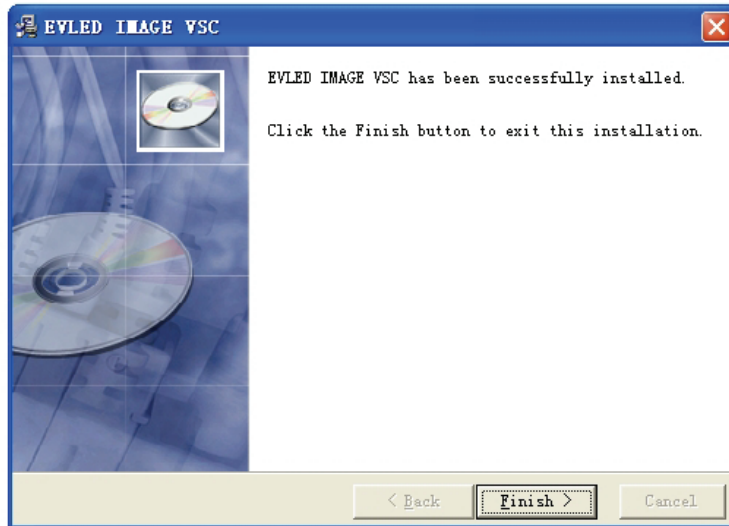 EVLED IMAGE VSC
EVLED IMAGE VSC has been successfully installed.
Click the Finish button to exit this installation.
< Back
Finish >
Cancel